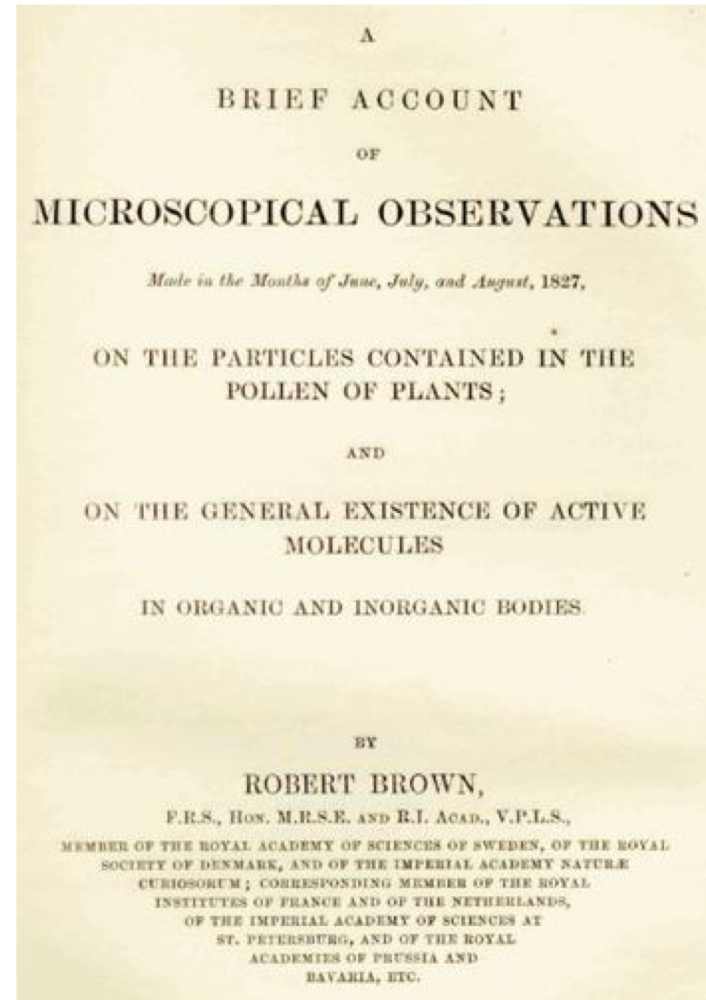 A
BRIEF ACCOUNT
OF
MICROSCOPICAL OBSERVATIONS
Made in the Months of June, July, and August, 1827,
ON THE PARTICLES CONTAINED IN THE
POLLEN OF PLANTS;
AND
ON THE GENERAL EXISTENCE OF ACTIVE
MOLECULES
IN ORGANIC AND INORGANIC BODIES.
BY
ROBERT BROWN,
F.R.S., HON. M.R.S.E. AND R.I. ACAD., V.P.L.S.,
MEMBER OF THE ROYAL ACADEMY OF SCIENCES OF SWEDEN, OF THE ROYAL
SOCIETY OF DENMARK, AND OF THE IMPERIAL ACADEMY NATURÆ
CURIOSORUM; CORRESPONDING MEMBER OF THE ROYAL
INSTITUTES OF FRANCE AND OF THE NETHERLANDS,
OF THE IMPERIAL ACADEMY OF SCIENCES AT
ST. PETERSBURG, AND OF THE ROYAL
ACADEMIES OF PRUSSIA AND
BAVARIA, ETC.